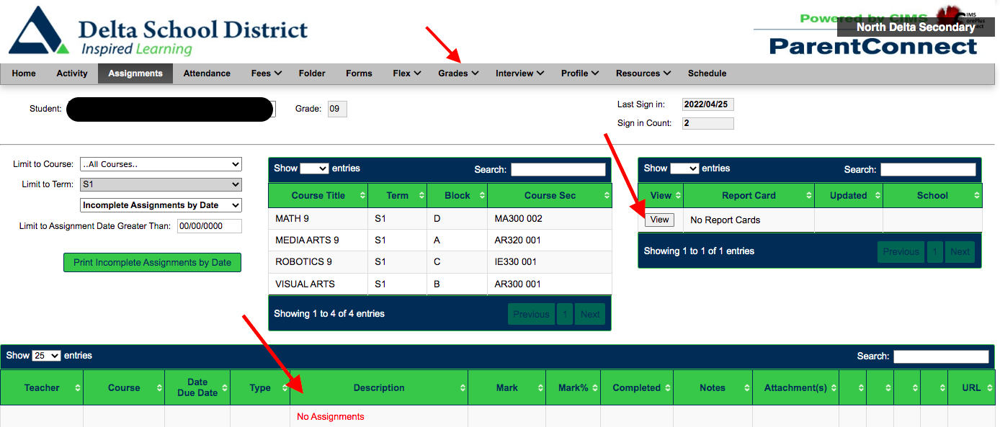 Delta School District
Inspired Learning
Powered by CIMS
IMS
North Delta Secondary
ParentConnect
Home Activity Assignments Attendance Fees Folder Forms Flex Grades Interview Profile Resources Schedule
Student: Grade: 09
Last Sign in: 2022/04/25
Sign in Count: 2
Limit to Course: ..All Courses..
Limit to Term: S1
Incomplete Assignments by Date
Limit to Assignment Date Greater Than: 00/00/0000
Print Incomplete Assignments by Date
Show entries Search:
Course Title Term Block Course Sec
MATH 9 S1 D MA300 002
MEDIA ARTS 9 S1 A AR320 001
ROBOTICS 9 S1 C IE330 001
VISUAL ARTS S1 B AR300 001
Showing 1 to 4 of 4 entries Previous 1 Next
Show entries Search:
View Report Card Updated School
View No Report Cards
Showing 1 to 1 of 1 entries Previous 1 Next
Show 25 entries Search:
Teacher Course Date Due Date Type Description Mark Mark% Completed Notes Attachment(s) URL
No Assignments